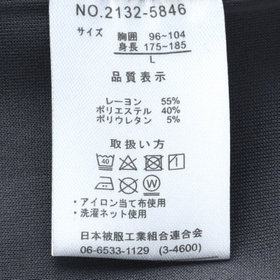 NO.2132-5846
サイズ 胸囲 96~104
身長 175~185
L
品質表示
レーヨン 55%
ポリエステル 40%
ポリウレタン 5%
取扱い方
40
W
・アイロン当て布使用
・洗濯ネット使用
日本被服工業組合連合会
06-6533-1129 (3-4600)